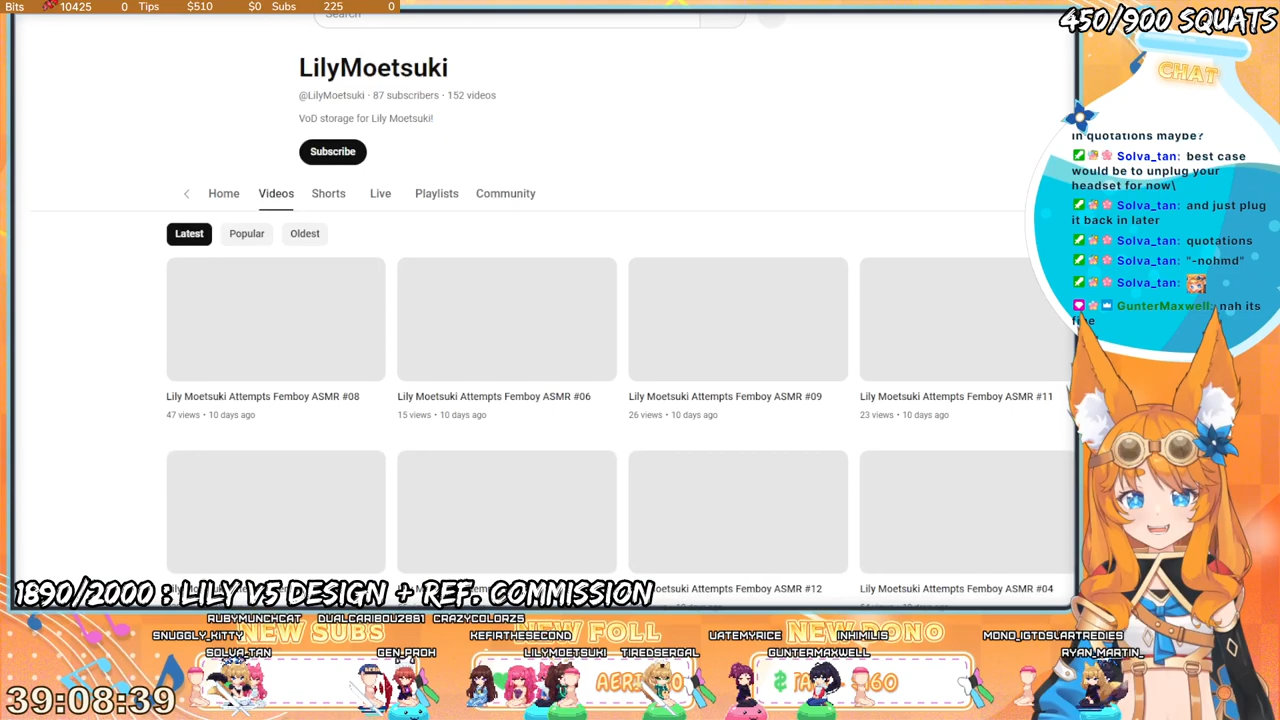 Bits 10425 0 Tips $510 $0 Subs 225 0
450/900 SQUATS
Search
CHAT
LilyMoetsuki
@LilyMoetsuki · 87 subscribers · 152 videos
VoD storage for Lily Moetsuki!
Subscribe
Home Videos Shorts Live Playlists Community
Latest Popular Oldest
Lily Moetsuki Attempts Femboy ASMR #08
47 views • 10 days ago
Lily Moetsuki Attempts Femboy ASMR #06
15 views • 10 days ago
Lily Moetsuki Attempts Femboy ASMR #09
26 views • 10 days ago
Lily Moetsuki Attempts Femboy ASMR #11
23 views • 10 days ago
Attempts Femboy ASMR #12
Lily Moetsuki Attempts Femboy ASMR #04
in quotations maybe?
Solva_tan: best case
would be to unplug your
headset for now\
Solva_tan: and just plug
it back in later
Solva_tan: quotations
Solva_tan: "-nohmd"
Solva_tan:
GunterMaxwell: nah its
fine
1890/2000 : LILY V5 DESIGN + REF. COMMISSION
NEW SUBS
NEW FOLL
NEW DONO
RUBYMUNCHCAT DUALCARIBOU2881 CRAZYCOLORZS
SNUGGLY_KITTY KEFIRTHESECOND UATEMYRICE INHIMILIS
SOLVA_TAN GEN_PROH LILYMOETSUKI TIREDSERGAL GUNTERMAXWELL RYAN_MARTIN_
39:08:39